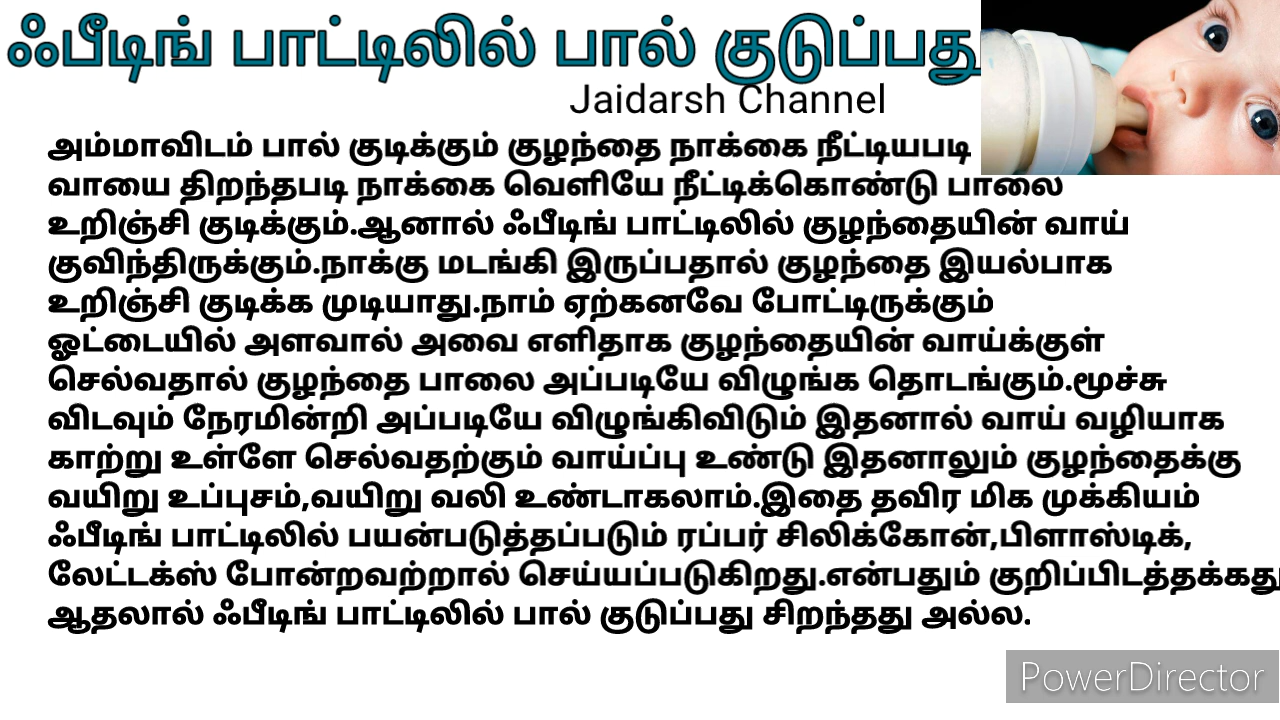 ஃபீடிங் பாட்டிலில் பால் குடுப்பது
Jaidarsh Channel
அம்மாவிடம் பால் குடிக்கும் குழந்தை நாக்கை நீட்டியபடி
வாயை திறந்தபடி நாக்கை வெளியே நீட்டிக்கொண்டு பாலை
உறிஞ்சி குடிக்கும்.ஆனால் ஃபீடிங் பாட்டிலில் குழந்தையின் வாய்
குவிந்திருக்கும்.நாக்கு மடங்கி இருப்பதால் குழந்தை இயல்பாக
உறிஞ்சி குடிக்க முடியாது.நாம் ஏற்கனவே போட்டிருக்கும்
ஓட்டையில் அளவால் அவை எளிதாக குழந்தையின் வாய்க்குள்
செல்வதால் குழந்தை பாலை அப்படியே விழுங்க தொடங்கும்.மூச்சு
விடவும் நேரமின்றி அப்படியே விழுங்கிவிடும் இதனால் வாய் வழியாக
காற்று உள்ளே செல்வதற்கும் வாய்ப்பு உண்டு இதனாலும் குழந்தைக்கு
வயிறு உப்புசம்,வயிறு வலி உண்டாகலாம்.இதை தவிர மிக முக்கியம்
ஃபீடிங் பாட்டிலில் பயன்படுத்தப்படும் ரப்பர் சிலிக்கோன்,பிளாஸ்டிக்,
லேட்டக்ஸ் போன்றவற்றால் செய்யப்படுகிறது.என்பதும் குறிப்பிடத்தக்கது
ஆதலால் ஃபீடிங் பாட்டிலில் பால் குடுப்பது சிறந்தது அல்ல.
PowerDirector